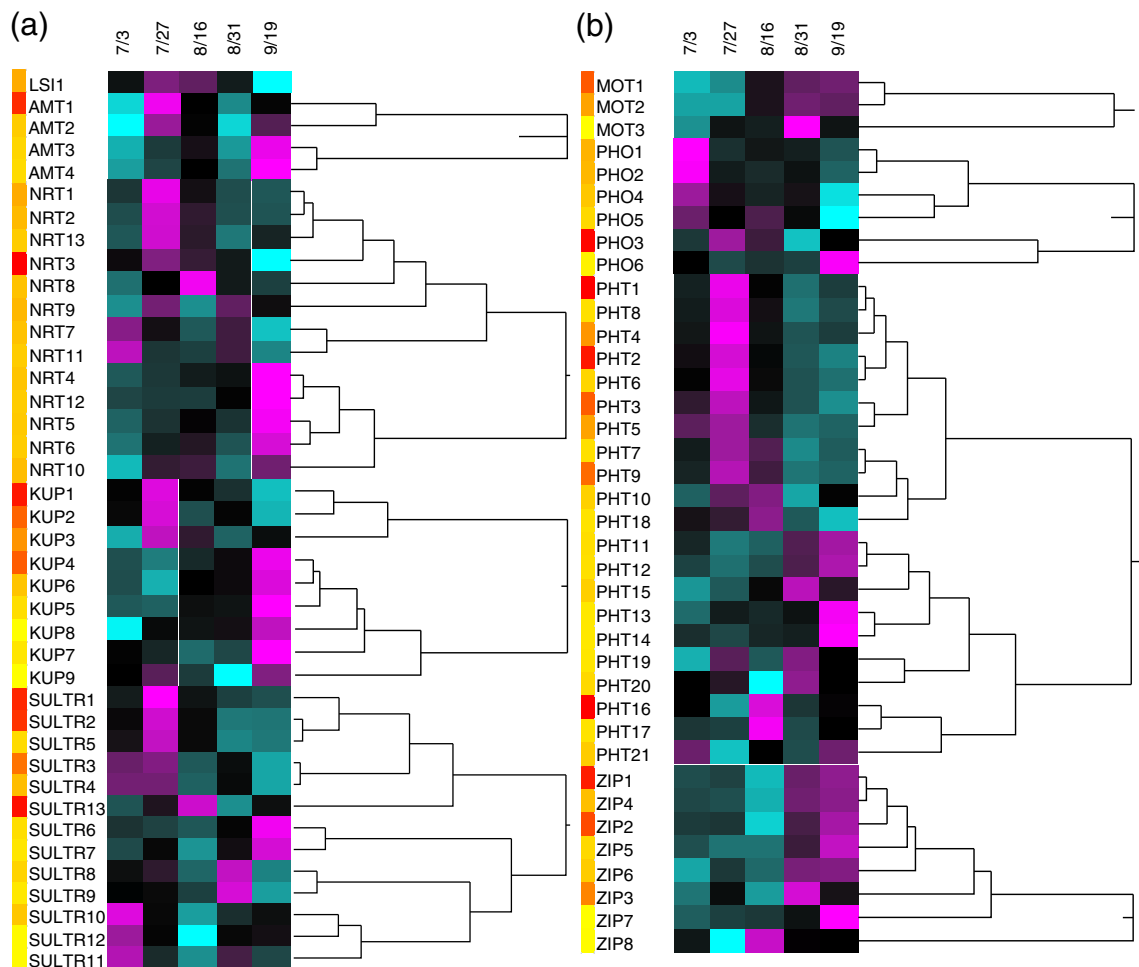 (a)
7/3 7/27 8/16 8/31 9/19
LSI1
AMT1
AMT2
AMT3
AMT4
NRT1
NRT2
NRT13
NRT3
NRT8
NRT9
NRT7
NRT11
NRT4
NRT12
NRT5
NRT6
NRT10
KUP1
KUP2
KUP3
KUP4
KUP6
KUP5
KUP8
KUP7
KUP9
SULTR1
SULTR2
SULTR5
SULTR3
SULTR4
SULTR13
SULTR6
SULTR7
SULTR8
SULTR9
SULTR10
SULTR12
SULTR11
(b)
7/3 7/27 8/16 8/31 9/19
MOT1
MOT2
MOT3
PHO1
PHO2
PHO4
PHO5
PHO3
PHO6
PHT1
PHT8
PHT4
PHT2
PHT6
PHT3
PHT5
PHT7
PHT9
PHT10
PHT18
PHT11
PHT12
PHT15
PHT13
PHT14
PHT19
PHT20
PHT16
PHT17
PHT21
ZIP1
ZIP4
ZIP2
ZIP5
ZIP6
ZIP3
ZIP7
ZIP8